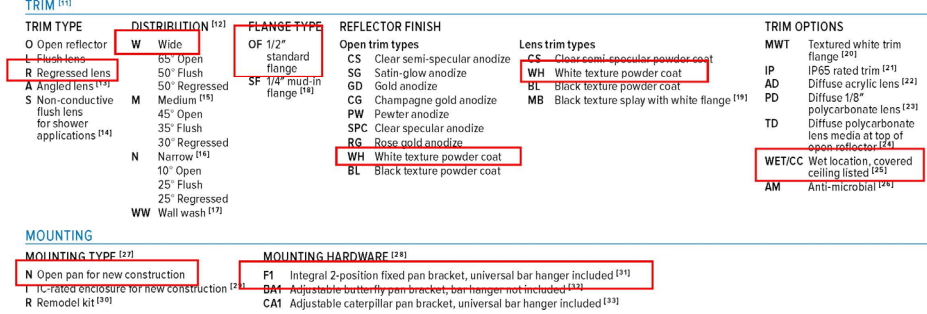 TRIM [11]
TRIM TYPE
O Open reflector
L Flush lens
R Regressed lens
A Angled lens [13]
S Non-conductive
flush lens
for shower
applications [14]
DISTRIBUTION [12]
W Wide
65° Open
50° Flush
50° Regressed
M Medium [15]
45° Open
35° Flush
30° Regressed
N Narrow [16]
10° Open
25° Flush
25° Regressed
WW Wall wash [17]
FLANGE TYPE
OF 1/2"
standard
flange
SF 1/4" mud-in
flange [18]
REFLECTOR FINISH
Open trim types
CS Clear semi-specular anodize
SG Satin-glow anodize
GD Gold anodize
CG Champagne gold anodize
PW Pewter anodize
SPC Clear specular anodize
RG Rose gold anodize
WH White texture powder coat
BL Black texture powder coat
Lens trim types
CS Clear semi-specular powder coat
WH White texture powder coat
BL Black texture powder coat
MB Black texture splay with white flange [19]
TRIM OPTIONS
MWT Textured white trim
flange [20]
IP IP65 rated trim [21]
AD Diffuse acrylic lens [22]
PD Diffuse 1/8"
polycarbonate lens [23]
TD Diffuse polycarbonate
lens media at top of
open reflector [24]
WET/CC Wet location, covered
ceiling listed [25]
AM Anti-microbial [26]
MOUNTING
MOUNTING TYPE [27]
N Open pan for new construction
I IC-rated enclosure for new construction [29]
R Remodel kit [30]
MOUNTING HARDWARE [28]
F1 Integral 2-position fixed pan bracket, universal bar hanger included [31]
BA1 Adjustable butterfly pan bracket, bar hanger not included [32]
CA1 Adjustable caterpillar pan bracket, universal bar hanger included [33]